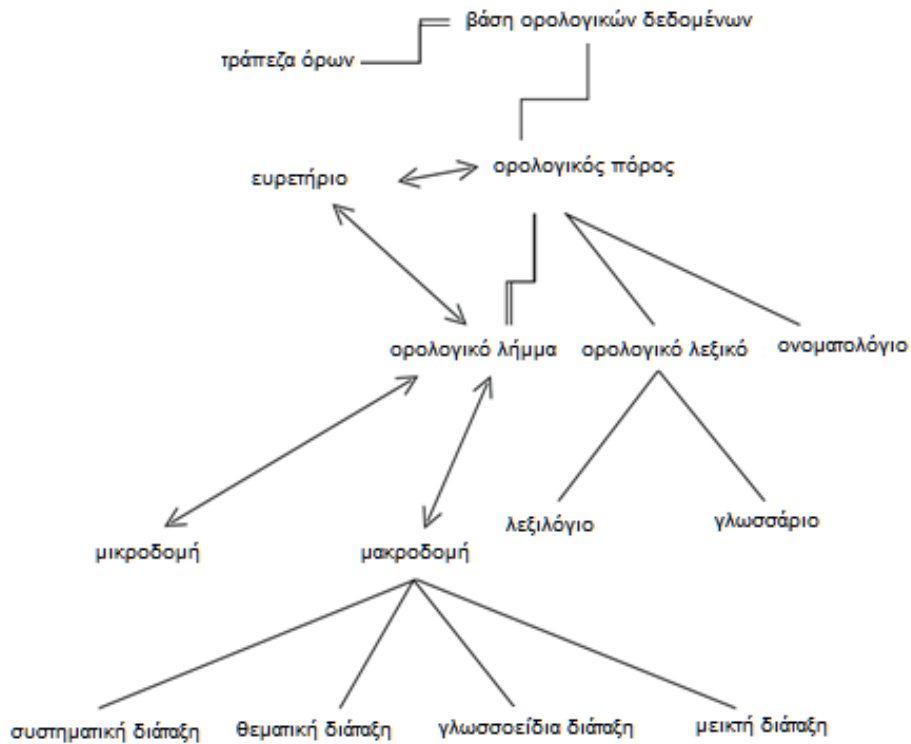 βάση ορολογικών δεδομένων
τράπεζα όρων
ορολογικός πόρος
ευρετήριο
ορολογικό λήμμα
ορολογικό λεξικό
ονοματολόγιο
λεξιλόγιο
γλωσσάριο
μικροδομή
μακροδομή
συστηματική διάταξη
θεματική διάταξη
γλωσσοείδια διάταξη
μεικτή διάταξη